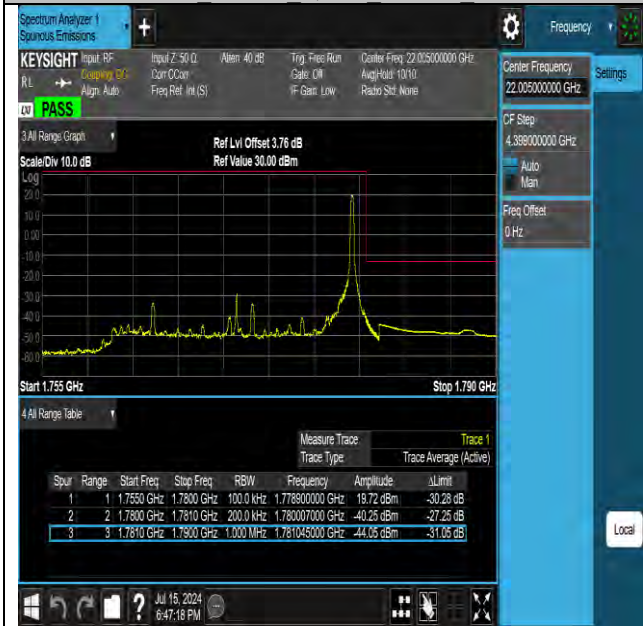 Spectrum Analyzer 1
Spurious Emissions
Frequency
KEYSIGHT
Input: RF
Input Z: 50 Ω
Atten: 40 dB
Trig: Free Run
Center Freq: 22.005000000 GHz
RL
Coupling: DC
Corr CCorr
Gate: Off
Avg|Hold: 10/10
Align: Auto
Freq Ref: Int (S)
IF Gain: Low
Radio Std: None
LXI
PASS
Center Frequency
22.005000000 GHz
Settings
CF Step
4.398000000 GHz
Auto
Man
Freq Offset
0 Hz
3 All Range Graph
Ref Lvl Offset 3.76 dB
Scale/Div 10.0 dB
Ref Value 30.00 dBm
Log
20.0
10.0
0.00
-10.0
-20.0
-30.0
-40.0
-50.0
-60.0
Start 1.755 GHz
Stop 1.790 GHz
4 All Range Table
Measure Trace
Trace 1
Trace Type
Trace Average (Active)
Spur Range Start Freq Stop Freq RBW Frequency Amplitude ΔLimit
1 1 1.7550 GHz 1.7800 GHz 100.0 kHz 1.778900000 GHz 19.72 dBm -30.28 dB
2 2 1.7800 GHz 1.7810 GHz 200.0 kHz 1.780007000 GHz -40.25 dBm -27.25 dB
3 3 1.7810 GHz 1.7900 GHz 1.000 MHz 1.781045000 GHz -44.05 dBm -31.05 dB
Local
Jul 15, 2024
6:47:18 PM